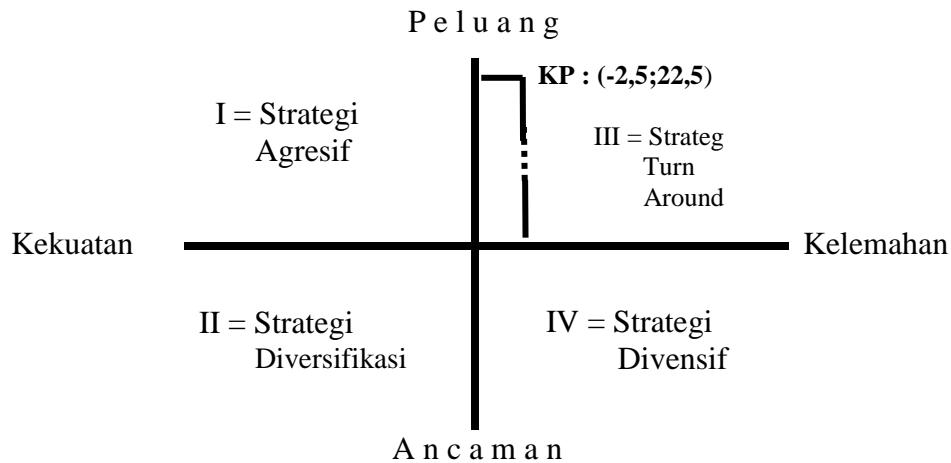 P e l u a n g
KP : (-2,5;22,5)
I = Strategi
Agresif
III = Strateg
Turn
Around
Kekuatan
Kelemahan
II = Strategi
Diversifikasi
IV = Strategi
Divensif
A n c a m a n